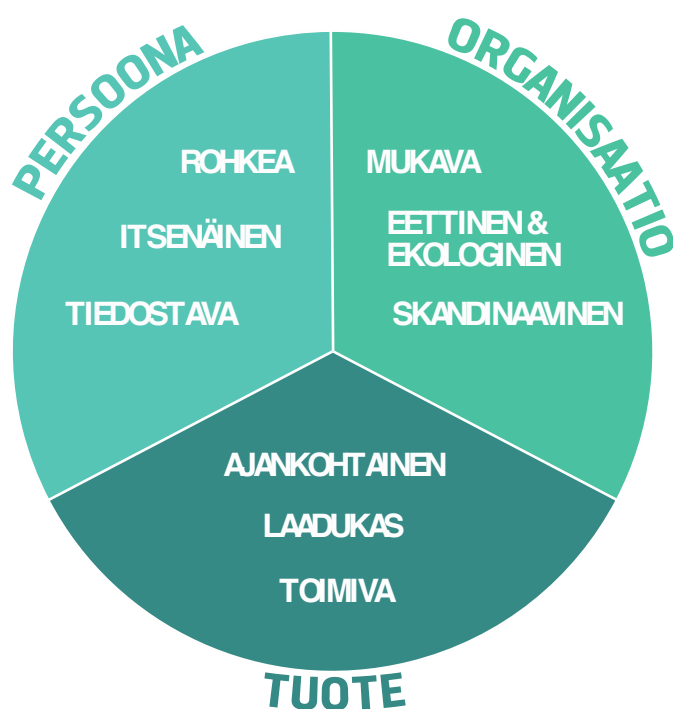 PERSOONA
ROHKEA
ITSENÄINEN
TIEDOSTAVA
ORGANISAATIO
MUKAVA
EETTINEN &
EKOLOGINEN
SKANDINAAVINEN
AJANKOHTAINEN
LAADUKAS
TOIMIVA
TUOTE